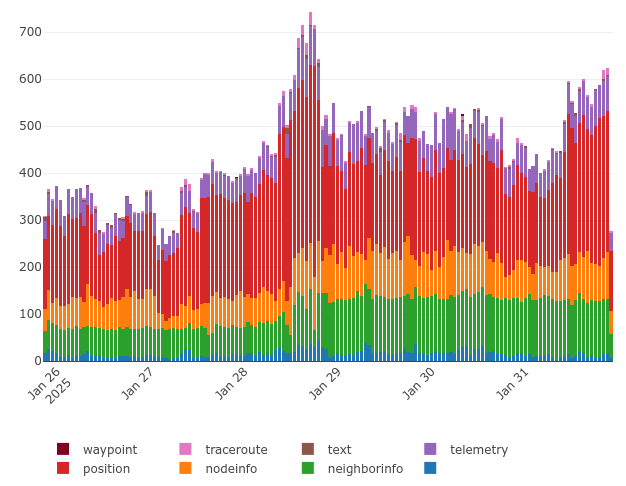 700
600
500
400
300
200
100
0
Jan 26
2025
Jan 27
Jan 28
Jan 29
Jan 30
Jan 31
waypoint
traceroute
text
telemetry
position
nodeinfo
neighborinfo